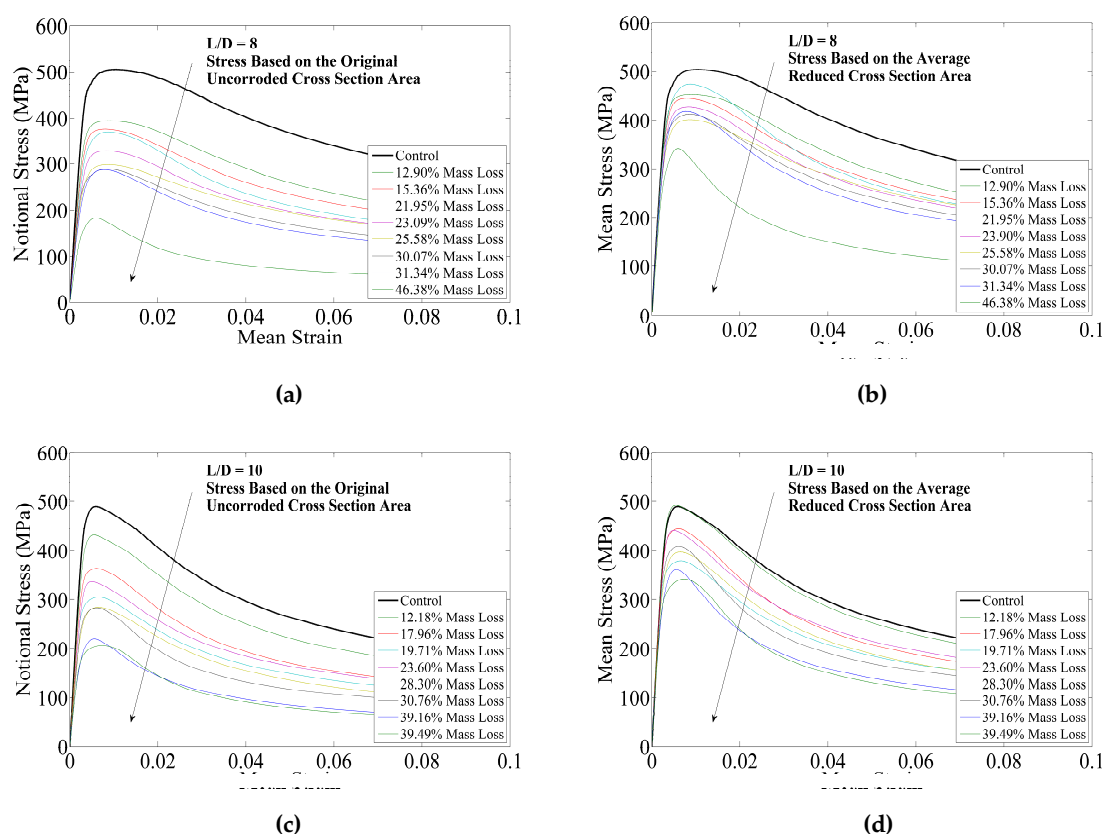 600
500
400
300
200
100
0
Notional Stress (MPa)
L/D = 8
Stress Based on the Original
Uncorroded Cross Section Area
Control
12.90% Mass Loss
15.36% Mass Loss
21.95% Mass Loss
23.09% Mass Loss
25.58% Mass Loss
30.07% Mass Loss
31.34% Mass Loss
46.38% Mass Loss
0 0.02 0.04 0.06 0.08 0.1
Mean Strain
(a)
600
500
400
300
200
100
0
Mean Stress (MPa)
L/D = 8
Stress Based on the Average
Reduced Cross Section Area
Control
12.90% Mass Loss
15.36% Mass Loss
21.95% Mass Loss
23.90% Mass Loss
25.58% Mass Loss
30.07% Mass Loss
31.34% Mass Loss
46.38% Mass Loss
0 0.02 0.04 0.06 0.08 0.1
(b)
600
500
400
300
200
100
0
Notional Stress (MPa)
L/D = 10
Stress Based on the Original
Uncorroded Cross Section Area
Control
12.18% Mass Loss
17.96% Mass Loss
19.71% Mass Loss
23.60% Mass Loss
28.30% Mass Loss
30.76% Mass Loss
39.16% Mass Loss
39.49% Mass Loss
0 0.02 0.04 0.06 0.08 0.1
(c)
600
500
400
300
200
100
0
Mean Stress (MPa)
L/D = 10
Stress Based on the Average
Reduced Cross Section Area
Control
12.18% Mass Loss
17.96% Mass Loss
19.71% Mass Loss
23.60% Mass Loss
28.30% Mass Loss
30.76% Mass Loss
39.16% Mass Loss
39.49% Mass Loss
0 0.02 0.04 0.06 0.08 0.1
(d)